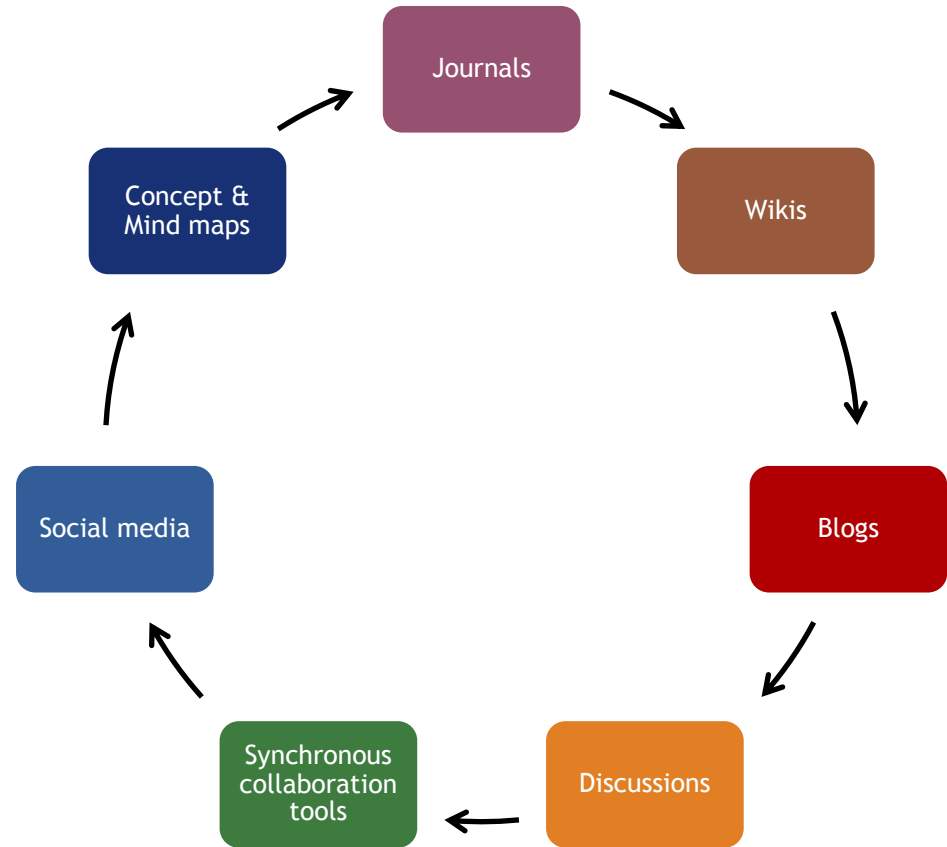 Journals
Wikis
Blogs
Discussions
Synchronous
collaboration
tools
Social media
Concept &
Mind maps